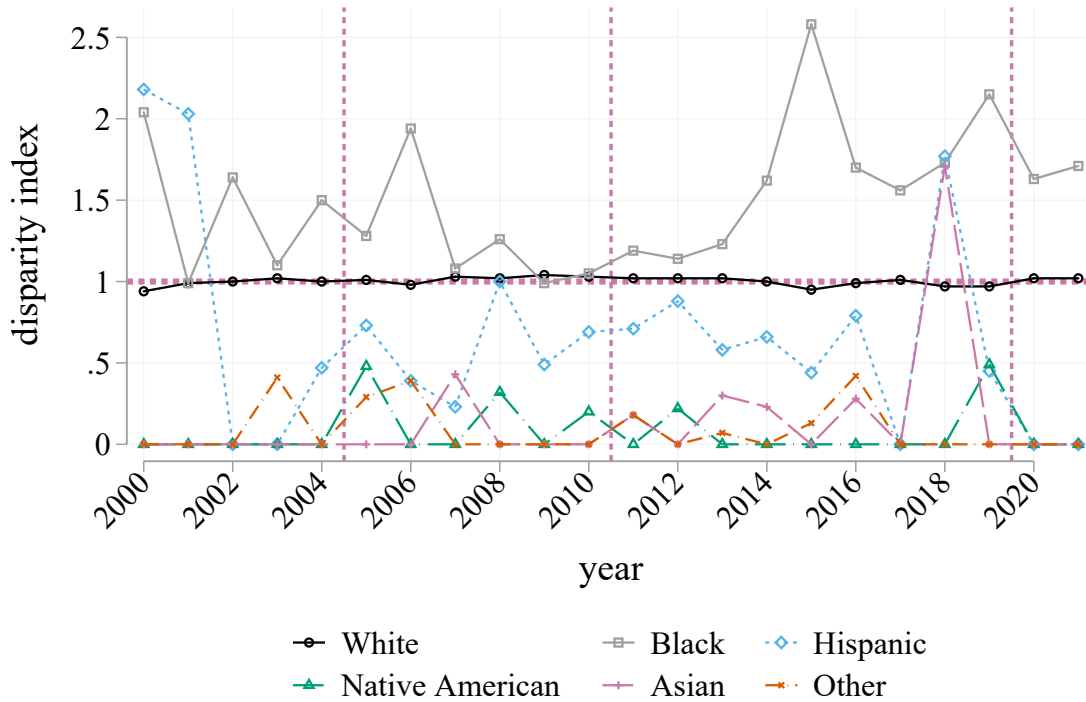 disparity index
2.5
2
1.5
1
.5
0
2000 2002 2004 2006 2008 2010 2012 2014 2016 2018 2020
year
White Black Hispanic
Native American Asian Other